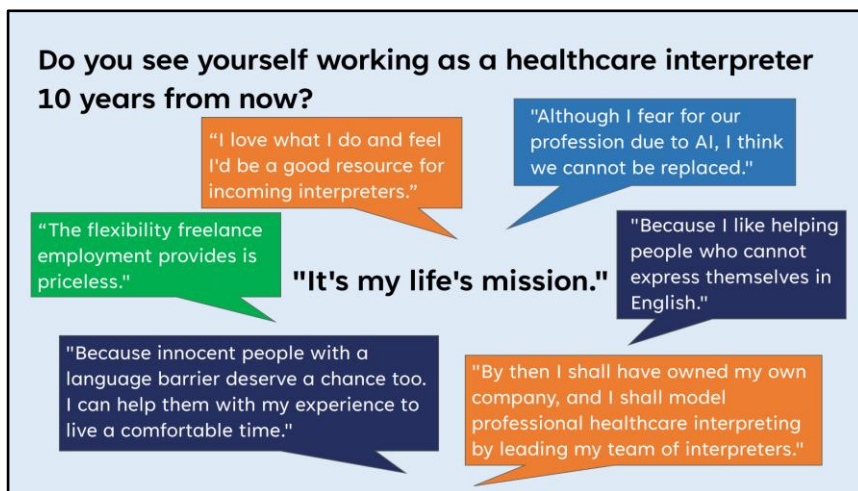 Do you see yourself working as a healthcare interpreter
10 years from now?
“I love what I do and feel
I'd be a good resource for
incoming interpreters.”
"Although I fear for our
profession due to AI, I think
we cannot be replaced."
“The flexibility freelance
employment provides is
priceless."
"It's my life's mission."
"Because I like helping
people who cannot
express themselves in
English."
"Because innocent people with a
language barrier deserve a chance too.
I can help them with my experience to
live a comfortable time."
"By then I shall have owned my own
company, and I shall model
professional healthcare interpreting
by leading my team of interpreters."